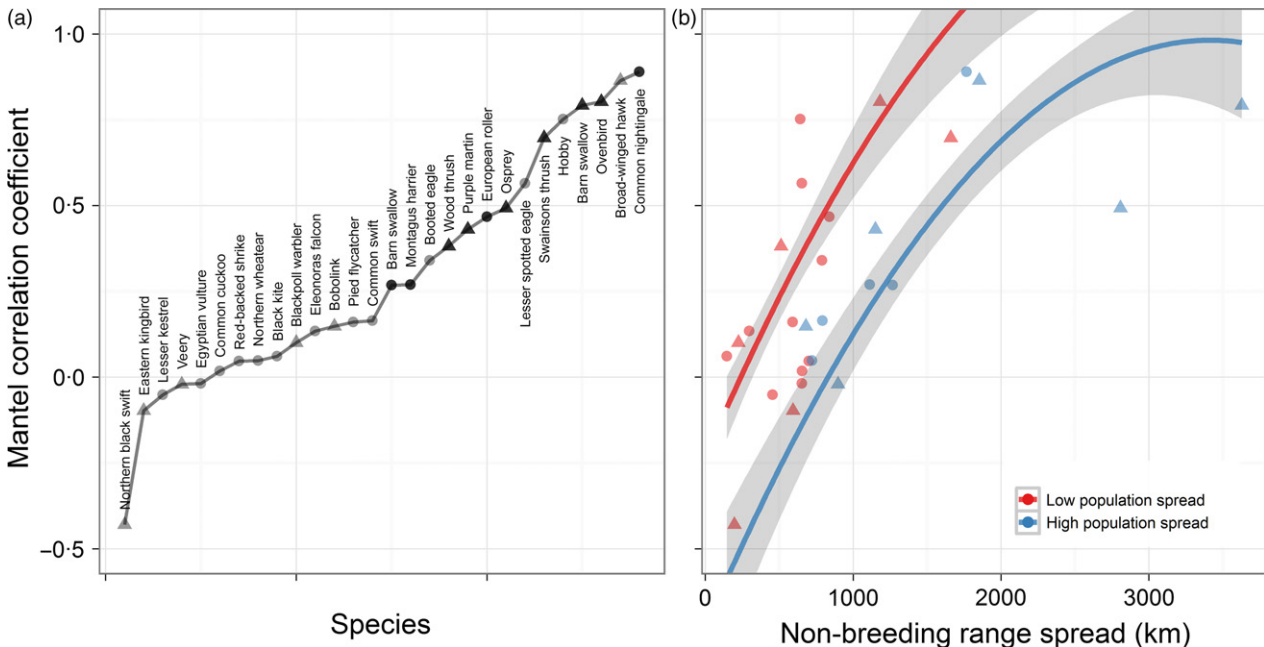 (a)
(b)
Mantel correlation coefficient
1·0
0·5
0·0
−0·5
Northern black swift
Eastern kingbird
Lesser kestrel
Veery
Egyptian vulture
Common cuckoo
Red-backed shrike
Northern wheatear
Black kite
Blackpoll warbler
Eleonoras falcon
Bobolink
Pied flycatcher
Common swift
Barn swallow
Montagus harrier
Booted eagle
Wood thrush
Purple martin
European roller
Osprey
Lesser spotted eagle
Swainsons thrush
Hobby
Barn swallow
Ovenbird
Broad-winged hawk
Common nightingale
Species
Low population spread
High population spread
0
1000
2000
3000
Non-breeding range spread (km)